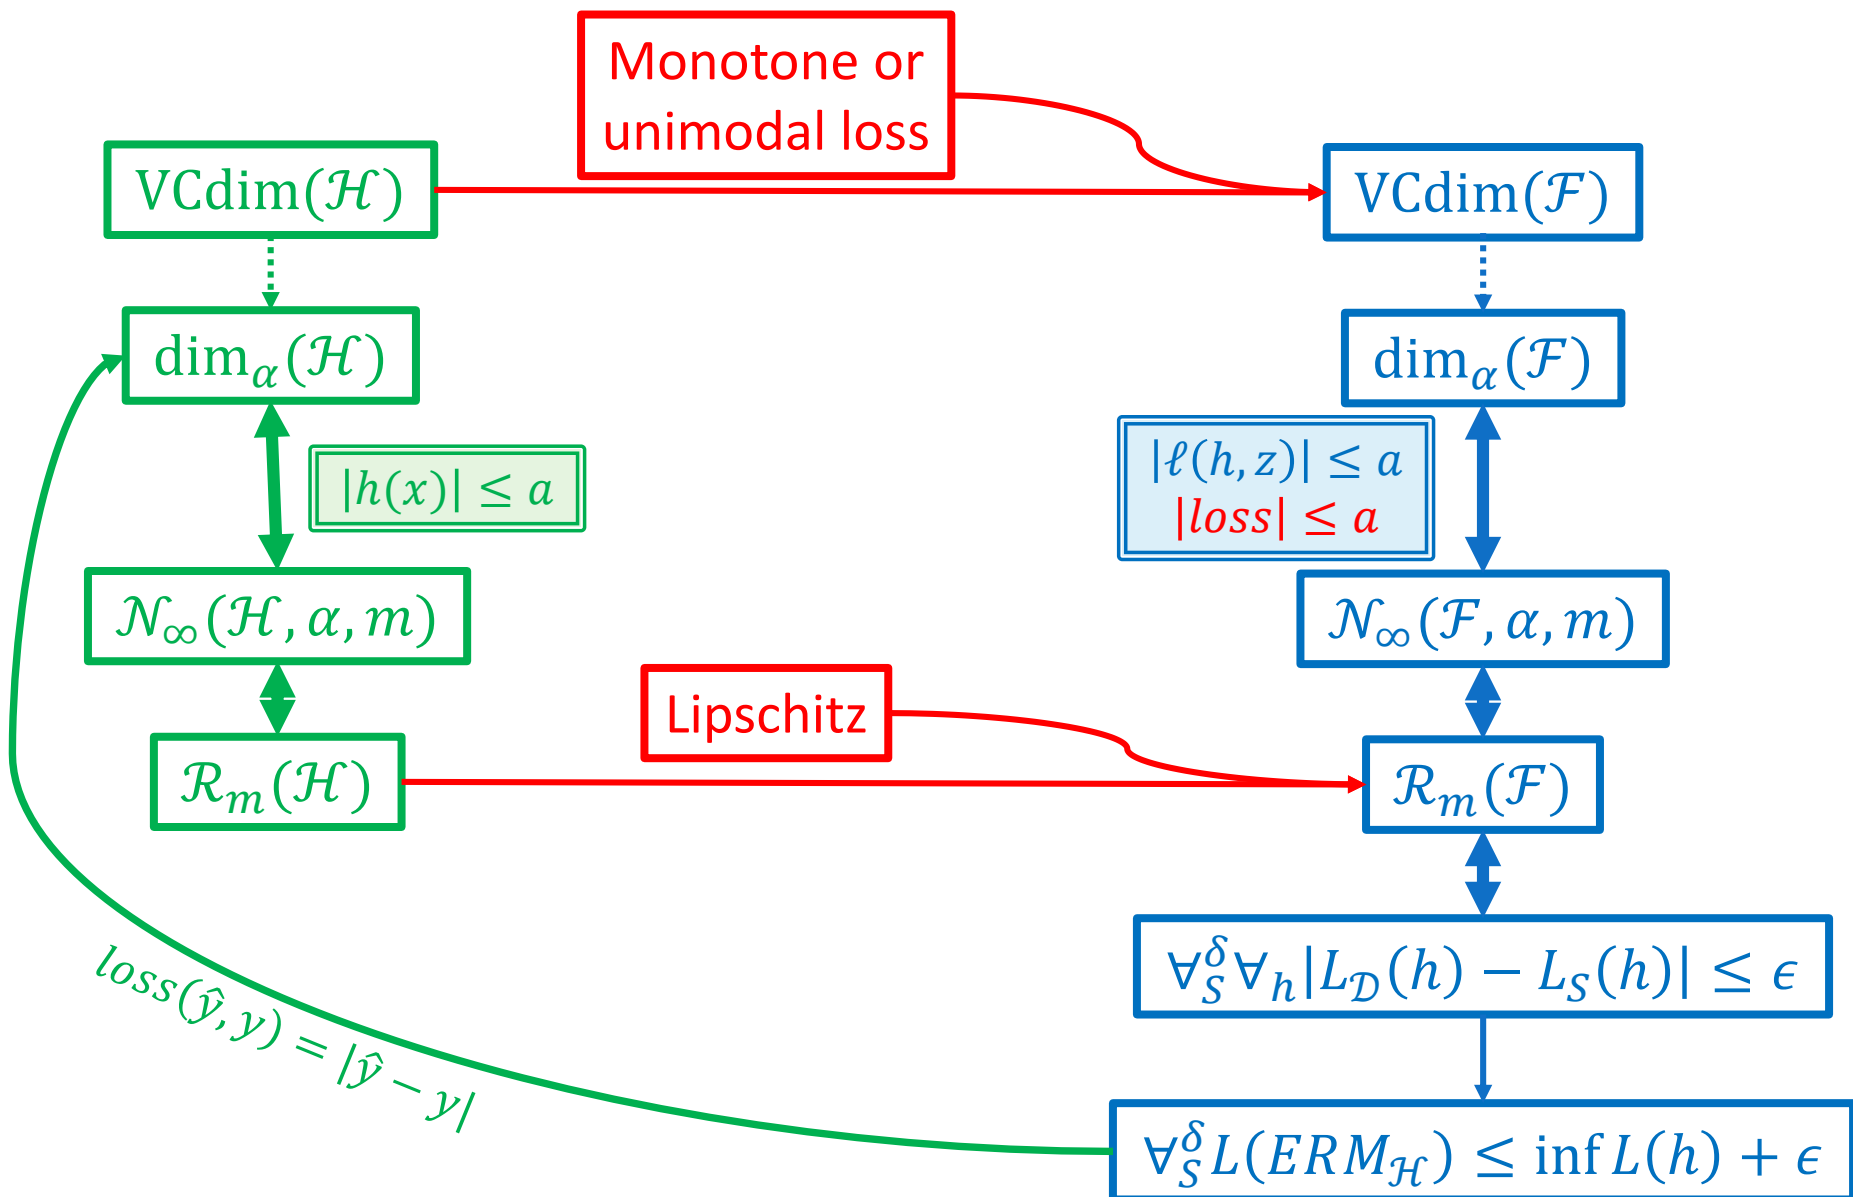 Monotone or
unimodal loss
VCdim(ℋ)
VCdim(ℱ)
dim_α(ℋ)
dim_α(ℱ)
|h(x)| ≤ a
|ℓ(h, z)| ≤ a
|loss| ≤ a
𝒩_∞(ℋ, α, m)
𝒩_∞(ℱ, α, m)
Lipschitz
ℛ_m(ℋ)
ℛ_m(ℱ)
∀_S^δ ∀_h |L_𝒟(h) − L_S(h)| ≤ ϵ
loss(ŷ, y) = |ŷ − y|
∀_S^δ L(ERM_ℋ) ≤ inf L(h) + ϵ